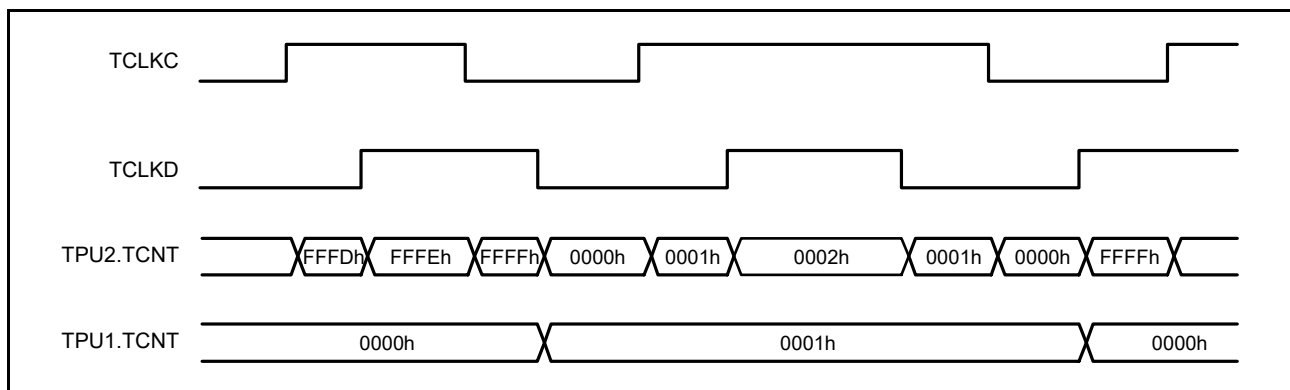 TCLKC
TCLKD
TPU2.TCNT FFFDh FFFEh FFFFh 0000h 0001h 0002h 0001h 0000h FFFFh
TPU1.TCNT 0000h 0001h 0000h